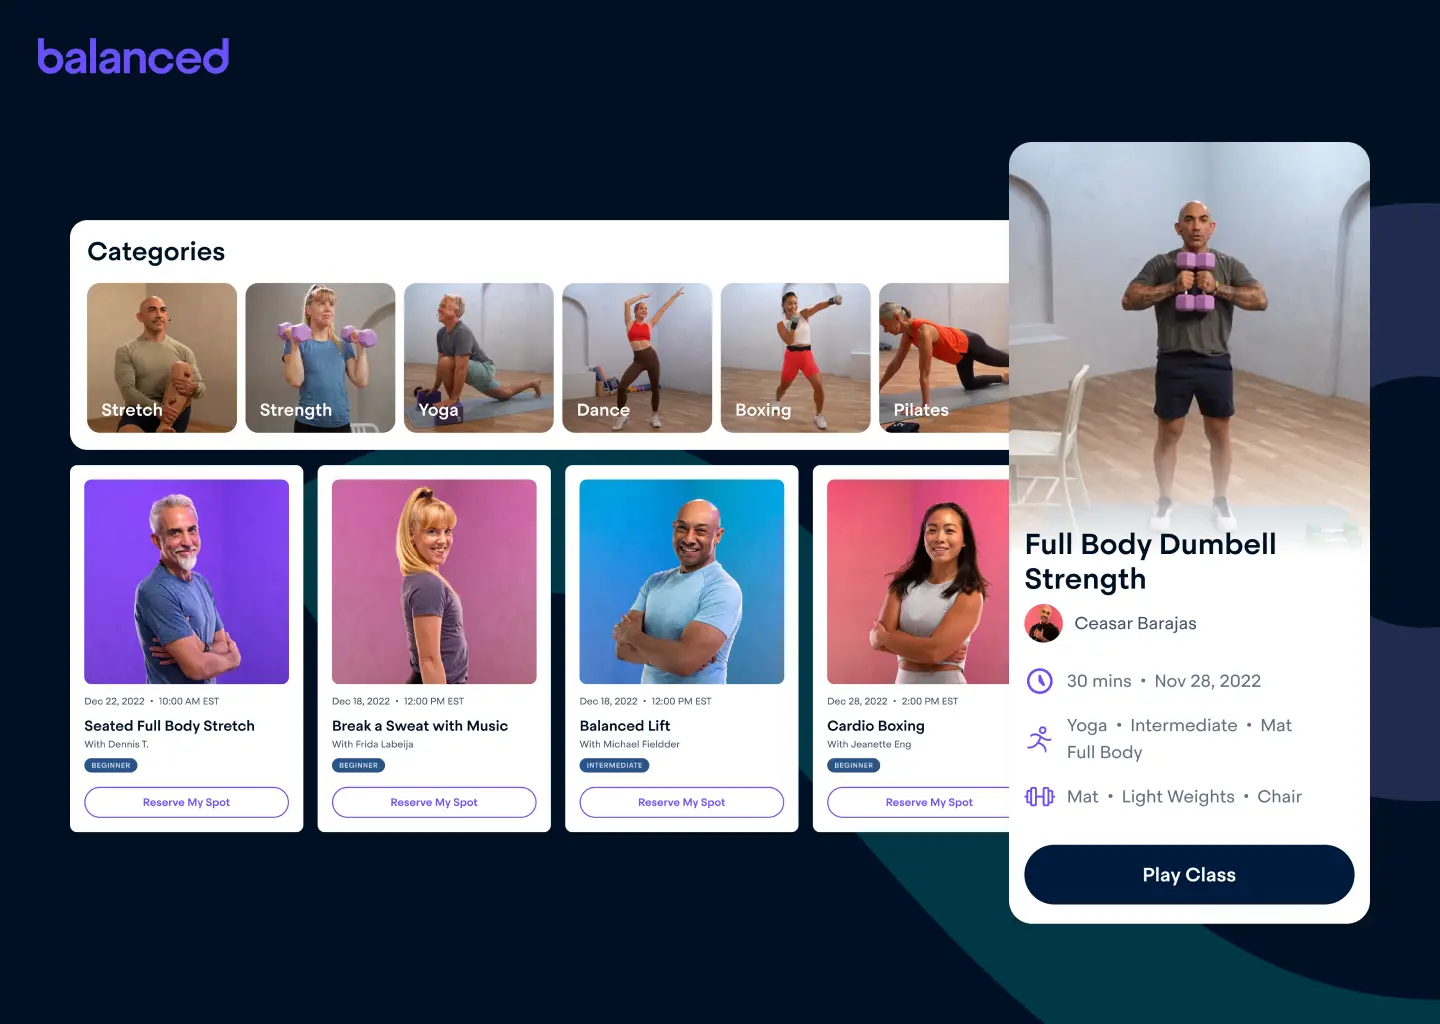 balanced
Categories
Stretch
Strength
Yoga
Dance
Boxing
Pilates
Dec 22, 2022 • 10:00 AM EST
Seated Full Body Stretch
With Dennis T.
BEGINNER
Reserve My Spot
Dec 18, 2022 • 12:00 PM EST
Break a Sweat with Music
With Frida Labeija
BEGINNER
Reserve My Spot
Dec 18, 2022 • 12:00 PM EST
Balanced Lift
With Michael Fieldder
INTERMEDIATE
Reserve My Spot
Dec 28, 2022 • 2:00 PM EST
Cardio Boxing
With Jeanette Eng
BEGINNER
Reserve My Spot
Full Body Dumbell
Strength
Ceasar Barajas
30 mins • Nov 28, 2022
Yoga • Intermediate • Mat
Full Body
Mat • Light Weights • Chair
Play Class